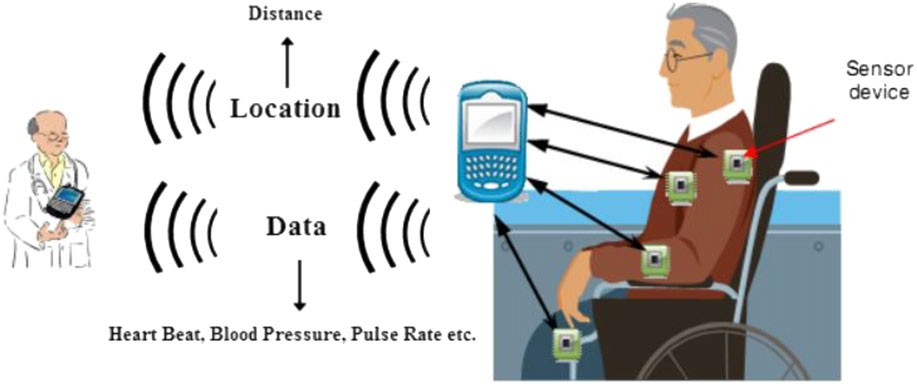 Distance
Location
Sensor
device
Data
Heart Beat, Blood Pressure, Pulse Rate etc.